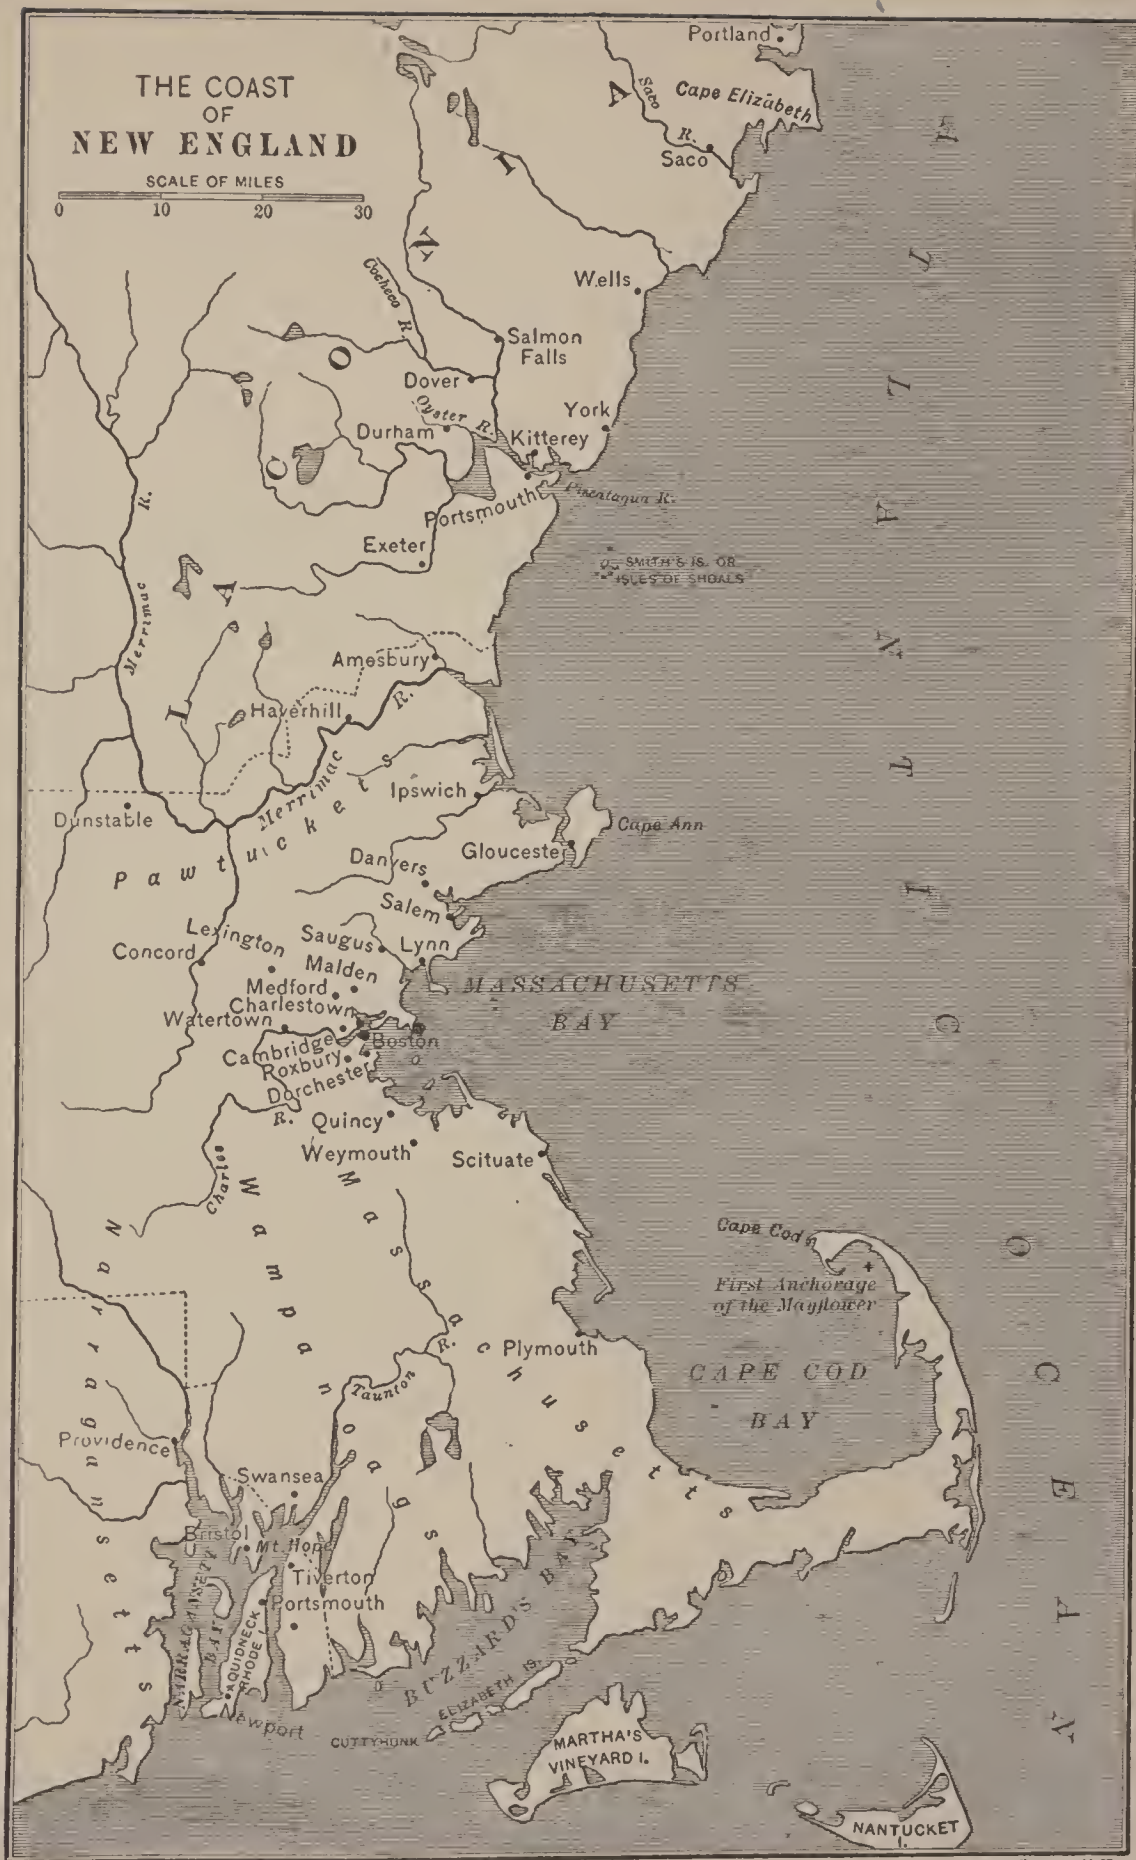 THE COAST
OF
NEW ENGLAND
SCALE OF MILES
0 10 20 30
Portland
Cape Elizabeth
Saco R.
Saco
Wells
Cocheco R.
Salmon
Falls
Dover
Oyster R.
York
Durham
Kitterey
Portsmouth
Exeter
SMITH'S IS. OR
ISLES OF SHOALS
Merrimac R.
Amesbury
Haverhill
Merrimac R.
Ipswich
Dunstable
Cape Ann
Gloucester
Pawtuckets
Danvers
Salem
Lexington
Saugus
Lynn
Concord
Malden
Medford
Charlestown
Watertown
MASSACHUSETTS
BAY
Cambridge
Boston
Roxbury
Dorchester
Charles R.
Quincy
Weymouth
Scituate
Massachusetts
Wampanoags
Narragansetts
Cape Cod
First Anchorage
of the Mayflower
Plymouth
CAPE COD
BAY
Taunton R.
Providence
Swansea
Bristol
Mt. Hope
Tiverton
Portsmouth
NARRAGANSETT
BAY
AQUIDNECK
RHODE I.
Newport
BUZZARD'S BAY
ELIZABETH IS.
CUTTYHUNK
MARTHA'S
VINEYARD I.
NANTUCKET
I.